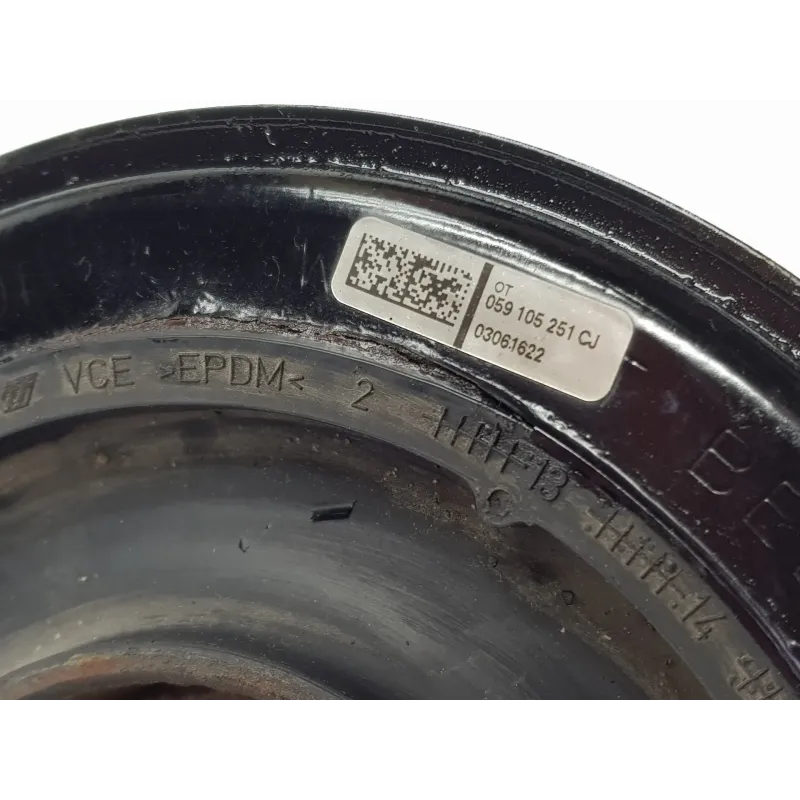 OT
059 105 251 CJ
03061622
VCE >EPDM< 2
13
14